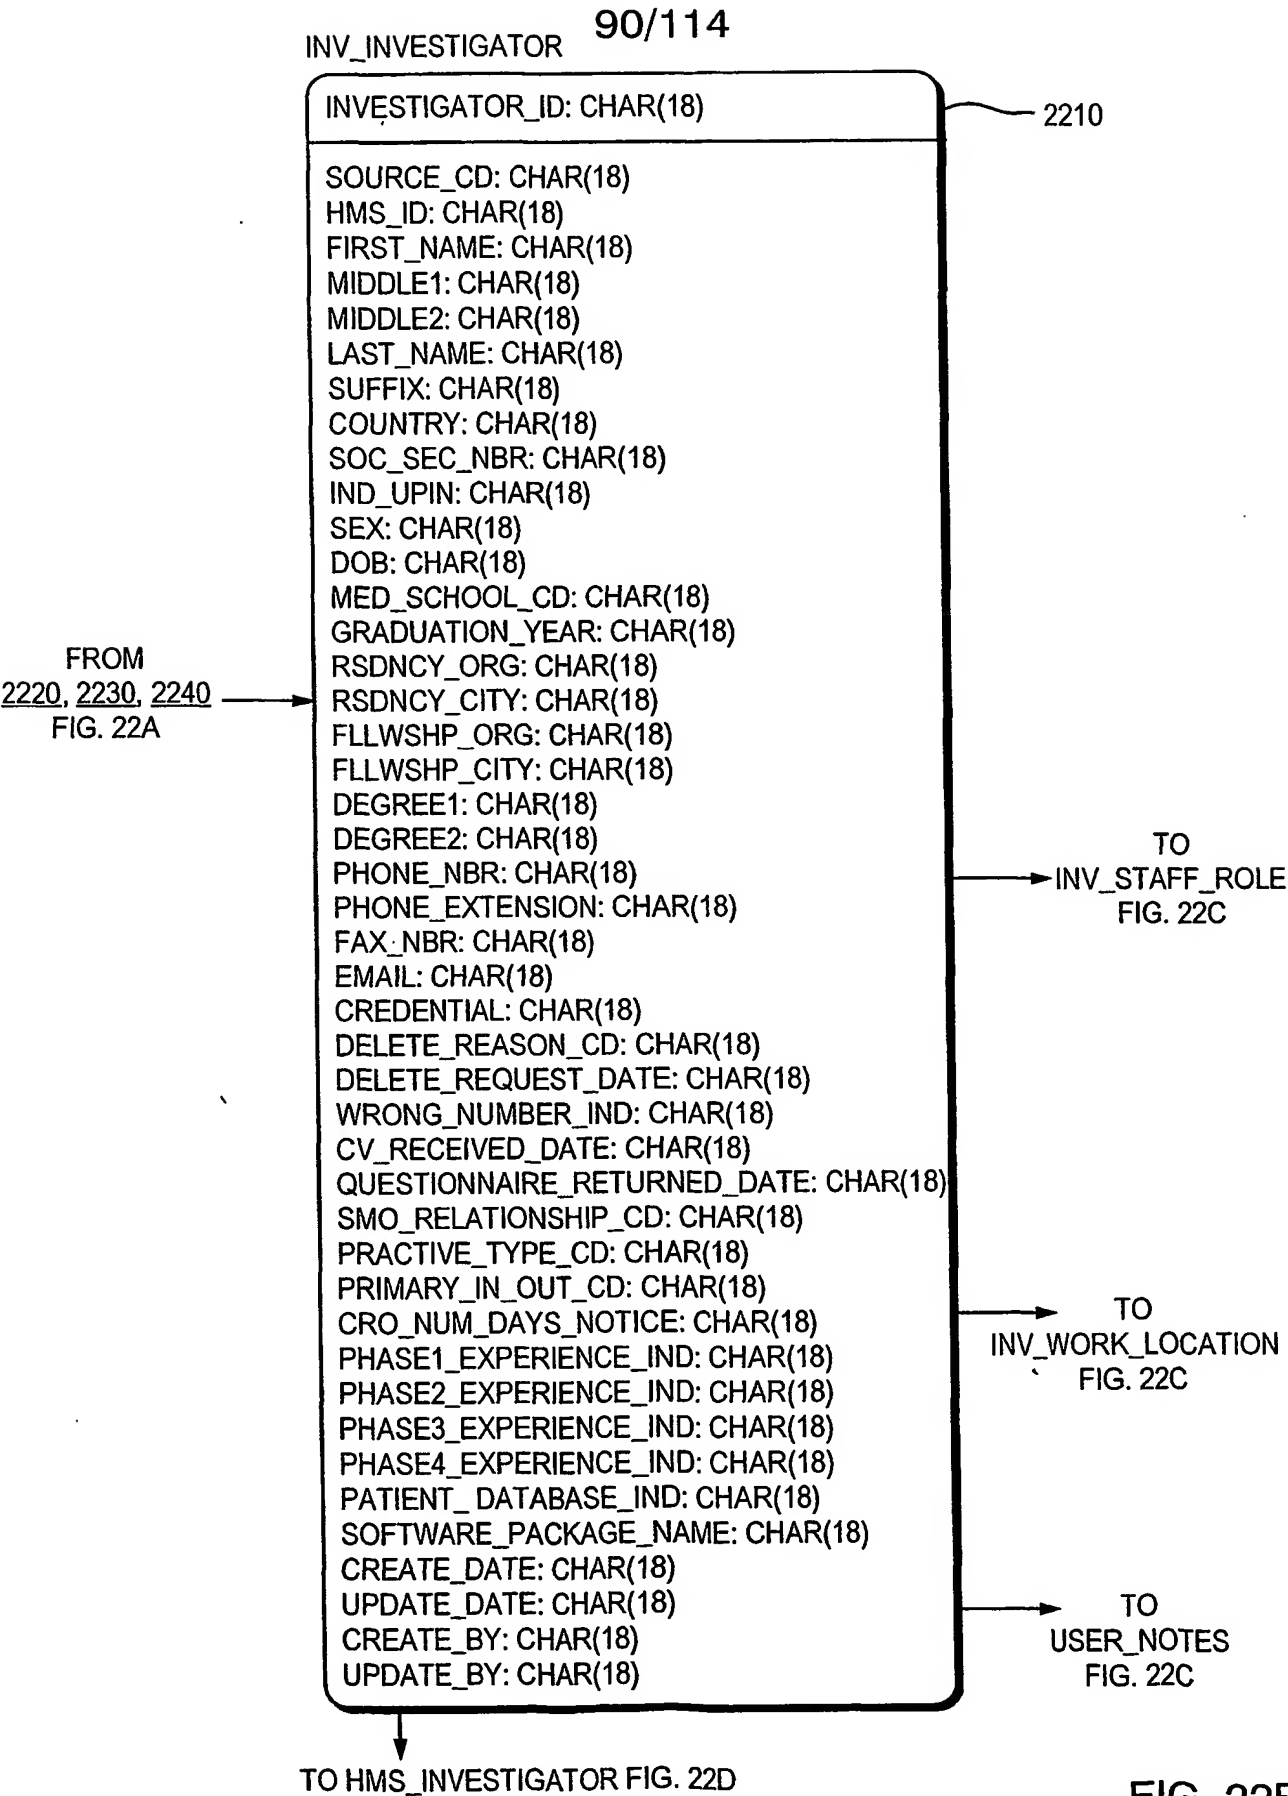 90/114
INV_INVESTIGATOR
INVESTIGATOR_ID: CHAR(18)
2210
SOURCE_CD: CHAR(18)
HMS_ID: CHAR(18)
FIRST_NAME: CHAR(18)
MIDDLE1: CHAR(18)
MIDDLE2: CHAR(18)
LAST_NAME: CHAR(18)
SUFFIX: CHAR(18)
COUNTRY: CHAR(18)
SOC_SEC_NBR: CHAR(18)
IND_UPIN: CHAR(18)
SEX: CHAR(18)
DOB: CHAR(18)
MED_SCHOOL_CD: CHAR(18)
GRADUATION_YEAR: CHAR(18)
RSDNCY_ORG: CHAR(18)
RSDNCY_CITY: CHAR(18)
FLLWSHP_ORG: CHAR(18)
FLLWSHP_CITY: CHAR(18)
DEGREE1: CHAR(18)
DEGREE2: CHAR(18)
PHONE_NBR: CHAR(18)
PHONE_EXTENSION: CHAR(18)
FAX_NBR: CHAR(18)
EMAIL: CHAR(18)
CREDENTIAL: CHAR(18)
DELETE_REASON_CD: CHAR(18)
DELETE_REQUEST_DATE: CHAR(18)
WRONG_NUMBER_IND: CHAR(18)
CV_RECEIVED_DATE: CHAR(18)
QUESTIONNAIRE_RETURNED_DATE: CHAR(18)
SMO_RELATIONSHIP_CD: CHAR(18)
PRACTIVE_TYPE_CD: CHAR(18)
PRIMARY_IN_OUT_CD: CHAR(18)
CRO_NUM_DAYS_NOTICE: CHAR(18)
PHASE1_EXPERIENCE_IND: CHAR(18)
PHASE2_EXPERIENCE_IND: CHAR(18)
PHASE3_EXPERIENCE_IND: CHAR(18)
PHASE4_EXPERIENCE_IND: CHAR(18)
PATIENT_ DATABASE_IND: CHAR(18)
SOFTWARE_PACKAGE_NAME: CHAR(18)
CREATE_DATE: CHAR(18)
UPDATE_DATE: CHAR(18)
CREATE_BY: CHAR(18)
UPDATE_BY: CHAR(18)
FROM
2220, 2230, 2240
FIG. 22A
TO
INV_STAFF_ROLE
FIG. 22C
TO
INV_WORK_LOCATION
FIG. 22C
TO
USER_NOTES
FIG. 22C
TO HMS_INVESTIGATOR FIG. 22D